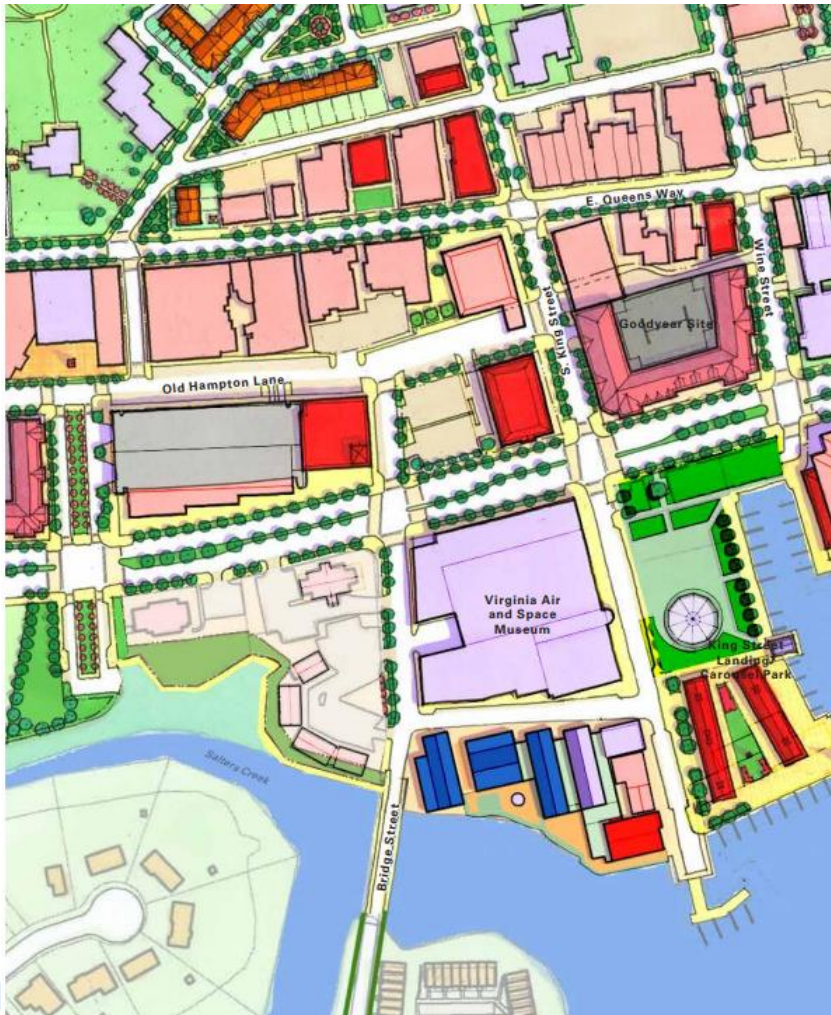 E. Queens Way
Wine Street
S. King Street
Goodyear Site
Old Hampton Lane
Virginia Air
and Space
Museum
King Street
Landing/
Carousel Park
Salters Creek
Bridge Street